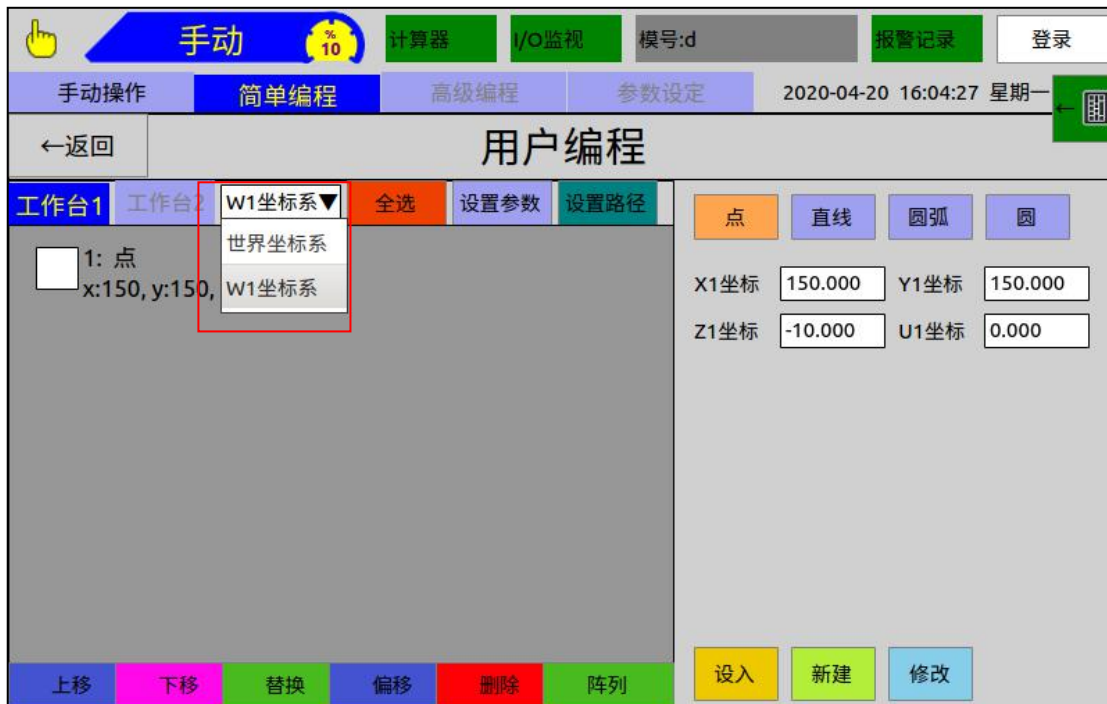 手动 % 10 计算器 I/O监视 模号:d 报警记录 登录
手动操作 简单编程 高级编程 参数设定 2020-04-20 16:04:27 星期一 ←
←返回 用户编程
工作台1 工作台2 W1坐标系▼ 全选 设置参数 设置路径 点 直线 圆弧 圆
世界坐标系
1: 点
x:150, y:150, W1坐标系
X1坐标 150.000 Y1坐标 150.000
Z1坐标 -10.000 U1坐标 0.000
设入 新建 修改
上移 下移 替换 偏移 删除 阵列